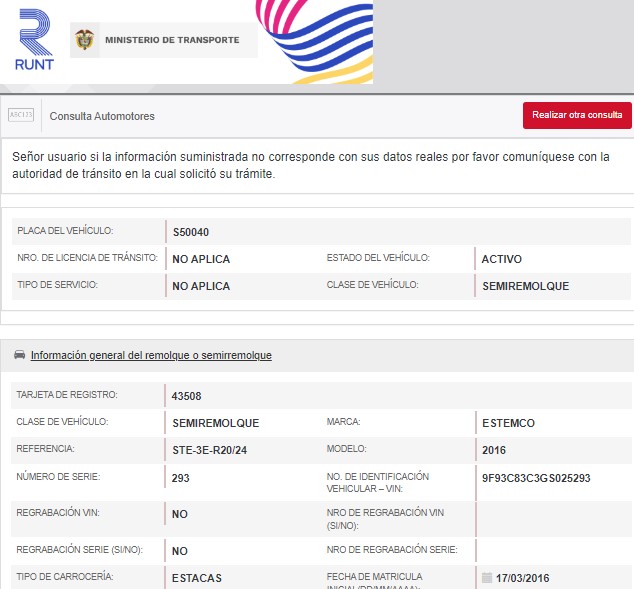 RUNT
MINISTERIO DE TRANSPORTE
ABC123
Consulta Automotores
Realizar otra consulta
Señor usuario si la información suministrada no corresponde con sus datos reales por favor comuníquese con la
autoridad de tránsito en la cual solicitó su trámite.
PLACA DEL VEHÍCULO: S50040
NRO. DE LICENCIA DE TRÁNSITO: NO APLICA ESTADO DEL VEHÍCULO: ACTIVO
TIPO DE SERVICIO: NO APLICA CLASE DE VEHÍCULO: SEMIREMOLQUE
Información general del remolque o semirremolque
TARJETA DE REGISTRO: 43508
CLASE DE VEHÍCULO: SEMIREMOLQUE MARCA: ESTEMCO
REFERENCIA: STE-3E-R20/24 MODELO: 2016
NÚMERO DE SERIE: 293 NO. DE IDENTIFICACIÓN
VEHICULAR – VIN: 9F93C83C3GS025293
REGRABACIÓN VIN: NO NRO DE REGRABACIÓN VIN
(SI/NO):
REGRABACIÓN SERIE (SI/NO): NO NRO DE REGRABACIÓN SERIE:
TIPO DE CARROCERÍA: ESTACAS FECHA DE MATRICULA 17/03/2016
INICIAL (DD/MM/AAAA):